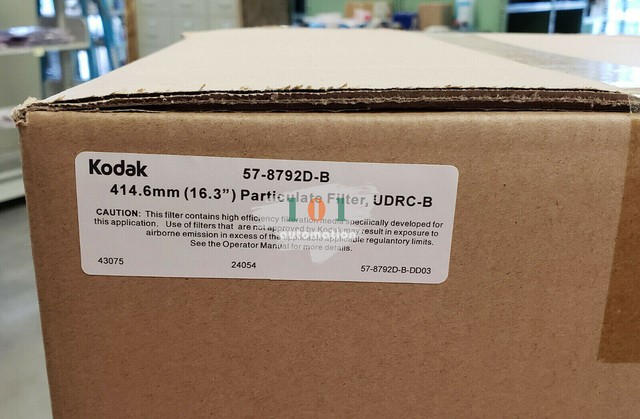 Kodak
57-8792D-B
414.6mm (16.3") Particulate Filter, UDRC-B
CAUTION: This filter contains high efficiency filtration media specifically developed for
this application. Use of filters that are not approved by Kodak may result in exposure to
airborne emission in excess of the applicable regulantory limits.
See the Operator Manual for more details.
43075
24054
57-8792D-B-DD03
101
automation